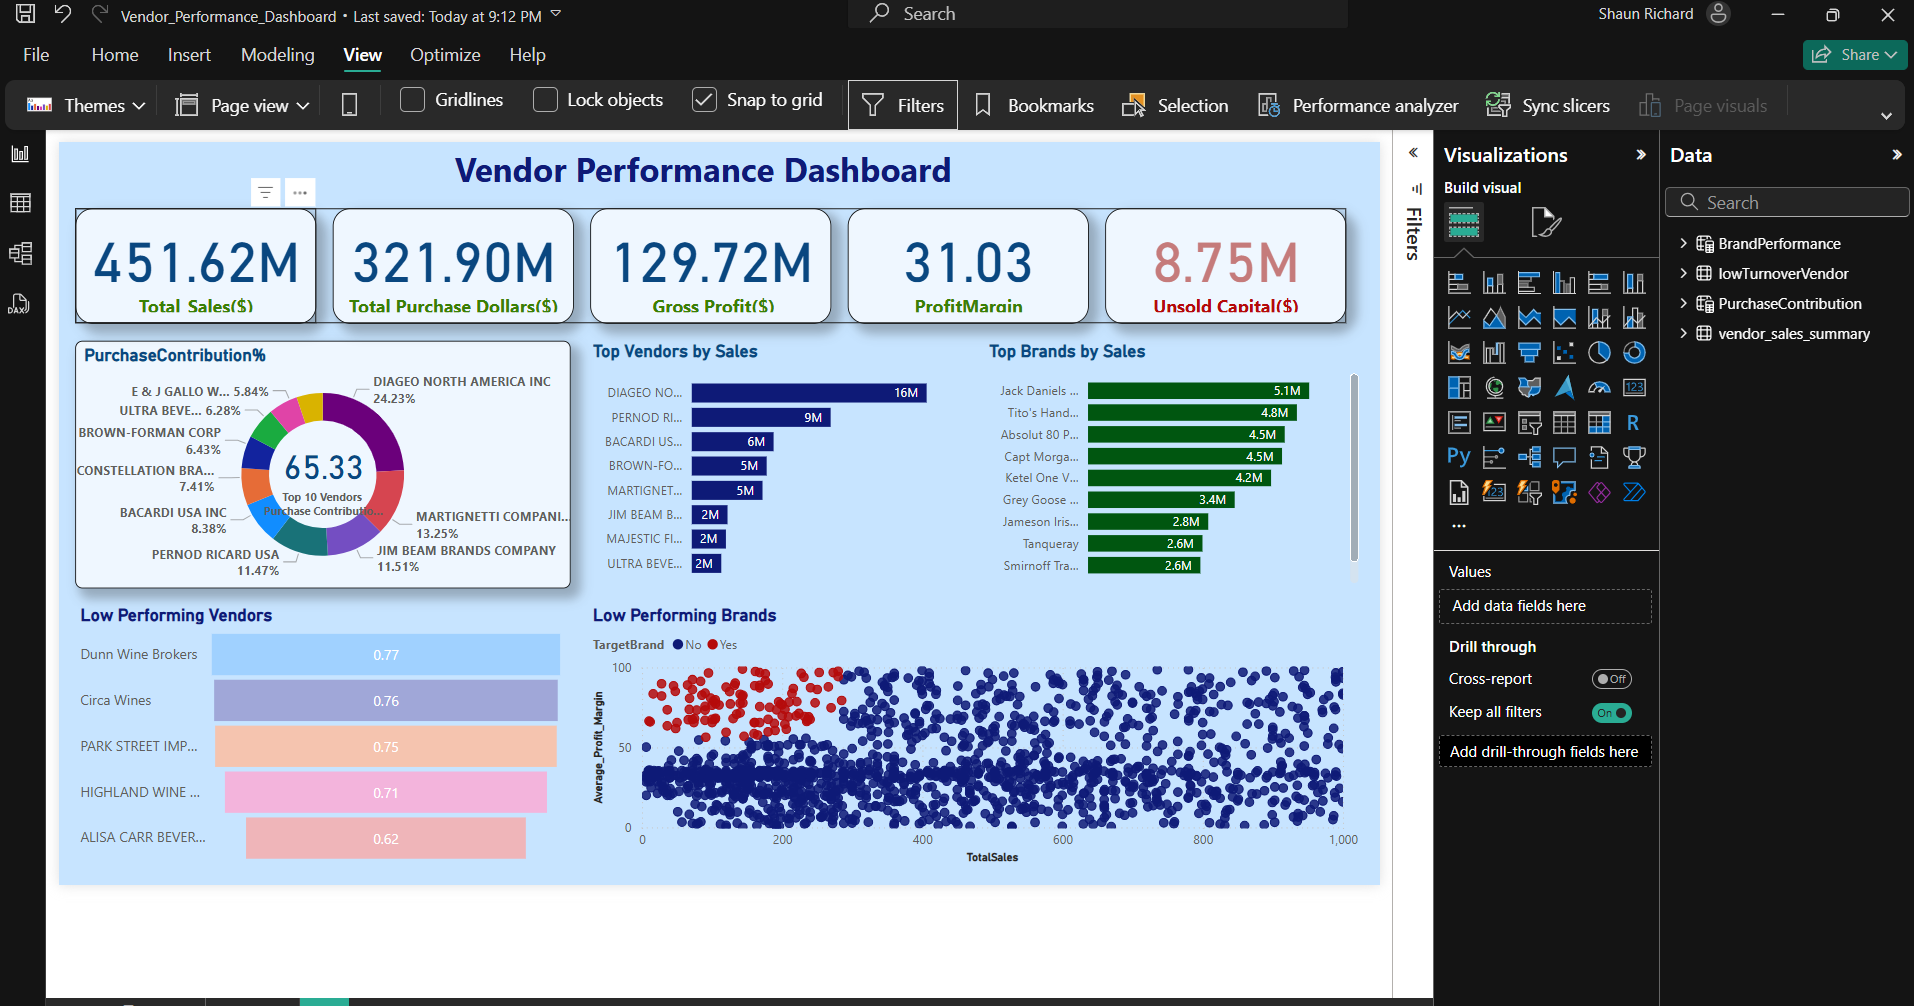 Vendor_Performance_Dashboard • Last saved: Today at 9:12 PM
Search
Shaun Richard
File Home Insert Modeling View Optimize Help
Share
Themes Page view Gridlines Lock objects Snap to grid Filters Bookmarks Selection Performance analyzer Sync slicers Page visuals
Vendor Performance Dashboard
451.62M
Total Sales($)
321.90M
Total Purchase Dollars($)
129.72M
Gross Profit($)
31.03
ProfitMargin
8.75M
Unsold Capital($)
PurchaseContribution%
DIAGEO NORTH AMERICA INC
24.23%
E & J GALLO W... 5.84%
ULTRA BEVE... 6.28%
BROWN-FORMAN CORP
6.43%
CONSTELLATION BRA...
7.41%
BACARDI USA INC
8.38%
PERNOD RICARD USA
11.47%
MARTIGNETTI COMPANI...
13.25%
JIM BEAM BRANDS COMPANY
11.51%
65.33
Top 10 Vendors
Purchase Contributio...
Top Vendors by Sales
DIAGEO NO... 16M
PERNOD RI... 9M
BACARDI US... 6M
BROWN-FO... 5M
MARTIGNET... 5M
JIM BEAM B... 2M
MAJESTIC FI... 2M
ULTRA BEVE... 2M
Top Brands by Sales
Jack Daniels ... 5.1M
Tito's Hand... 4.8M
Absolut 80 P... 4.5M
Capt Morga... 4.5M
Ketel One V... 4.2M
Grey Goose ... 3.4M
Jameson Iris... 2.8M
Tanqueray 2.6M
Smirnoff Tra... 2.6M
Low Performing Vendors
Dunn Wine Brokers 0.77
Circa Wines 0.76
PARK STREET IMP... 0.75
HIGHLAND WINE ... 0.71
ALISA CARR BEVER... 0.62
Low Performing Brands
TargetBrand No Yes
Average_Profit_Margin
100
50
0
0 200 400 600 800 1,000
TotalSales
Filters
Visualizations
Build visual
123
R
Py
123
...
Values
Add data fields here
Drill through
Cross-report Off
Keep all filters On
Add drill-through fields here
Data
Search
BrandPerformance
lowTurnoverVendor
PurchaseContribution
vendor_sales_summary
DAX